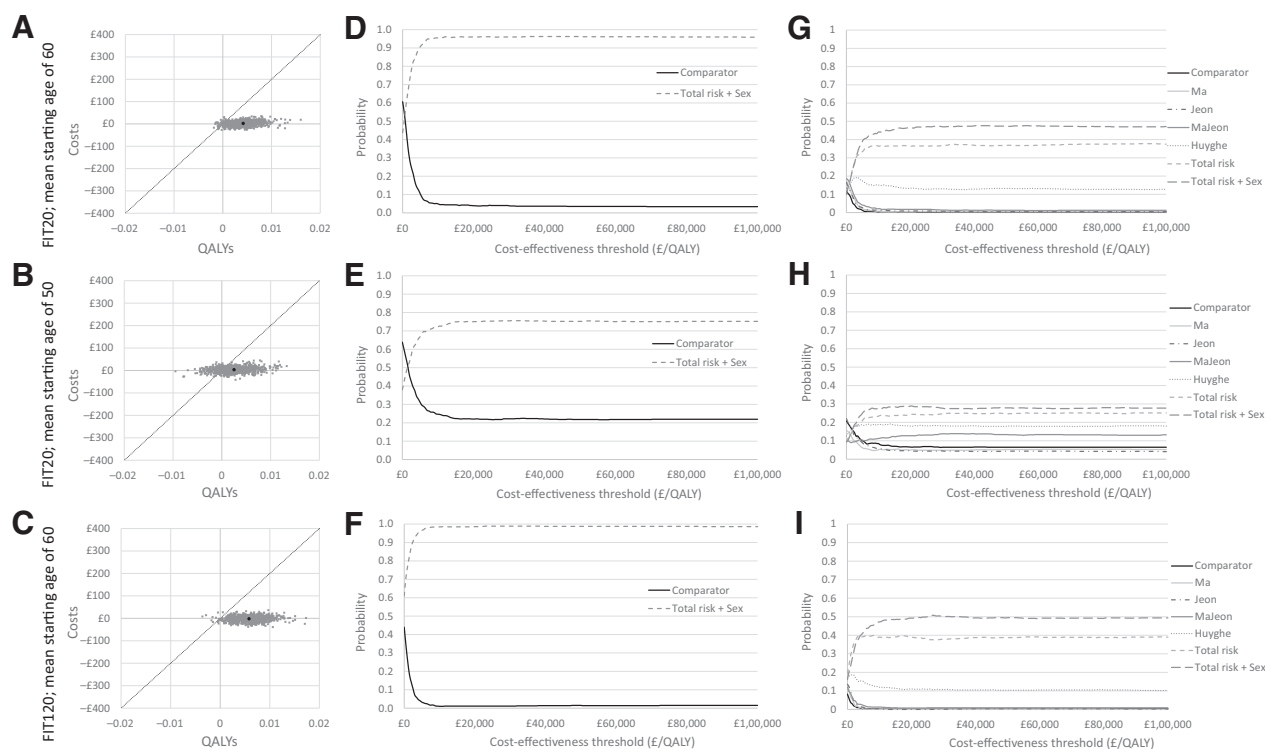 A
FIT20; mean starting age of 60
Costs
£400
£300
£200
£100
£0
−£100
−£200
−£300
−£400
−0.02 −0.01 0 0.01 0.02
QALYs
D
Probability
1.0
0.9
0.8
0.7
0.6
0.5
0.4
0.3
0.2
0.1
0.0
Comparator
Total risk + Sex
£0 £20,000 £40,000 £60,000 £80,000 £1,00,000
Cost-effectiveness threshold (£/QALY)
G
Probability
1
0.9
0.8
0.7
0.6
0.5
0.4
0.3
0.2
0.1
0
Comparator
Ma
Jeon
MaJeon
Huyghe
Total risk
Total risk + Sex
£0 £20,000 £40,000 £60,000 £80,000 £1,00,000
Cost-effectiveness threshold (£/QALY)
B
FIT20; mean starting age of 50
Costs
£400
£300
£200
£100
£0
−£100
−£200
−£300
−£400
−0.02 −0.01 0 0.01 0.02
QALYs
E
Probability
1.0
0.9
0.8
0.7
0.6
0.5
0.4
0.3
0.2
0.1
0.0
Comparator
Total risk + Sex
£0 £20,000 £40,000 £60,000 £80,000 £1,00,000
Cost-effectiveness threshold (£/QALY)
H
Probability
1
0.9
0.8
0.7
0.6
0.5
0.4
0.3
0.2
0.1
0
Comparator
Ma
Jeon
MaJeon
Huyghe
Total risk
Total risk + Sex
£0 £20,000 £40,000 £60,000 £80,000 £1,00,000
Cost-effectiveness threshold (£/QALY)
C
FIT120; mean starting age of 60
Costs
£400
£300
£200
£100
£0
−£100
−£200
−£300
−£400
−0.02 −0.01 0 0.01 0.02
QALYs
F
Probability
1.0
0.9
0.8
0.7
0.6
0.5
0.4
0.3
0.2
0.1
0.0
Comparator
Total risk + Sex
£0 £20,000 £40,000 £60,000 £80,000 £1,00,000
Cost-effectiveness threshold (£/QALY)
I
Probability
1
0.9
0.8
0.7
0.6
0.5
0.4
0.3
0.2
0.1
0
Comparator
Ma
Jeon
MaJeon
Huyghe
Total risk
Total risk + Sex
£0 £20,000 £40,000 £60,000 £80,000 £1,00,000
Cost-effectiveness threshold (£/QALY)